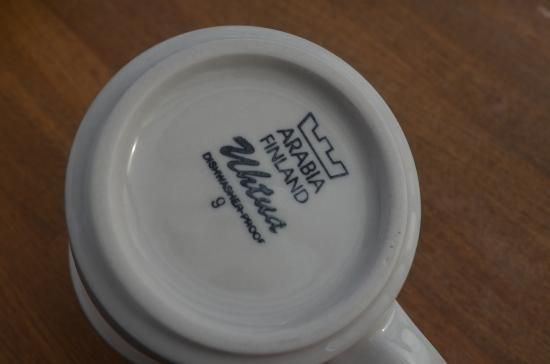 ARABIA
FINLAND
Uhtua
DISHWASHER-PROOF
9